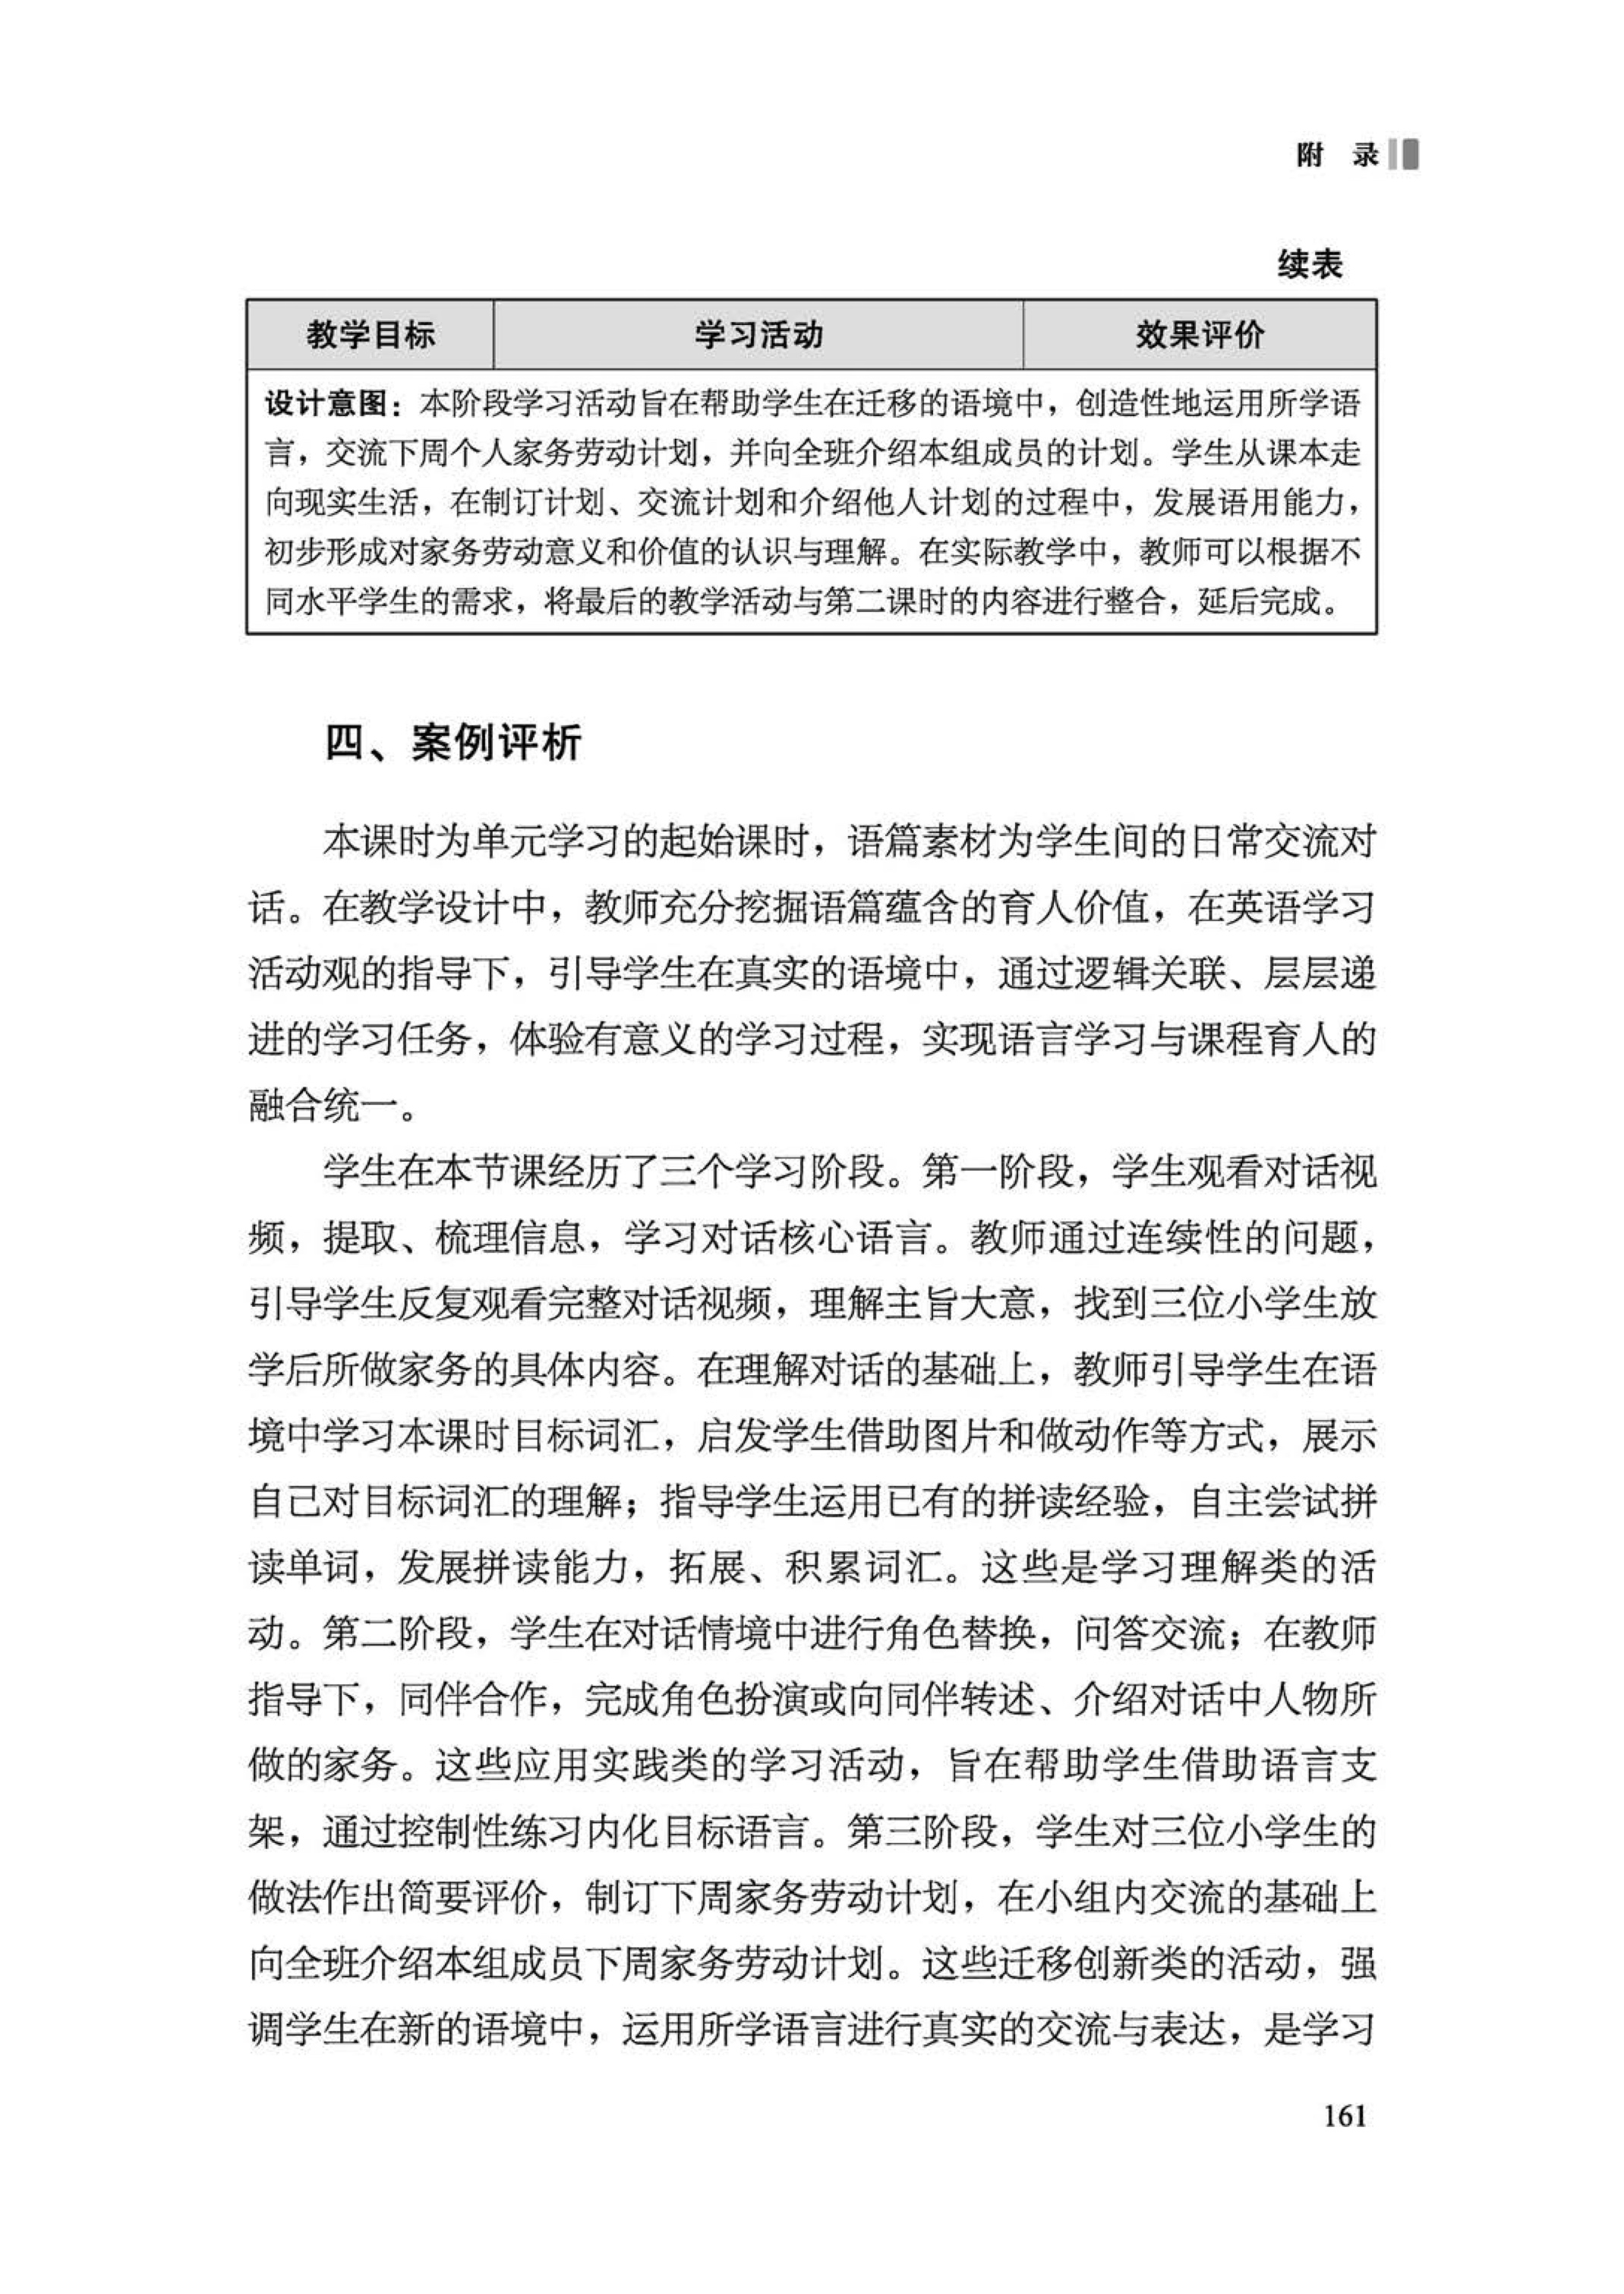 附 录
续表
教学目标 学习活动 效果评价
设计意图：本阶段学习活动旨在帮助学生在迁移的语境中，创造性地运用所学语
言，交流下周个人家务劳动计划，并向全班介绍本组成员的计划。学生从课本走
向现实生活，在制订计划、交流计划和介绍他人计划的过程中，发展语用能力，
初步形成对家务劳动意义和价值的认识与理解。在实际教学中，教师可以根据不
同水平学生的需求，将最后的教学活动与第二课时的内容进行整合，延后完成。
四、案例评析
本课时为单元学习的起始课时，语篇素材为学生间的日常交流对
话。在教学设计中，教师充分挖掘语篇蕴含的育人价值，在英语学习
活动观的指导下，引导学生在真实的语境中，通过逻辑关联、层层递
进的学习任务，体验有意义的学习过程，实现语言学习与课程育人的
融合统一。
学生在本节课经历了三个学习阶段。第一阶段，学生观看对话视
频，提取、梳理信息，学习对话核心语言。教师通过连续性的问题，
引导学生反复观看完整对话视频，理解主旨大意，找到三位小学生放
学后所做家务的具体内容。在理解对话的基础上，教师引导学生在语
境中学习本课时目标词汇，启发学生借助图片和做动作等方式，展示
自己对目标词汇的理解；指导学生运用已有的拼读经验，自主尝试拼
读单词，发展拼读能力，拓展、积累词汇。这些是学习理解类的活
动。第二阶段，学生在对话情境中进行角色替换，问答交流；在教师
指导下，同伴合作，完成角色扮演或向同伴转述、介绍对话中人物所
做的家务。这些应用实践类的学习活动，旨在帮助学生借助语言支
架，通过控制性练习内化目标语言。第三阶段，学生对三位小学生的
做法作出简要评价，制订下周家务劳动计划，在小组内交流的基础上
向全班介绍本组成员下周家务劳动计划。这些迁移创新类的活动，强
调学生在新的语境中，运用所学语言进行真实的交流与表达，是学习
161